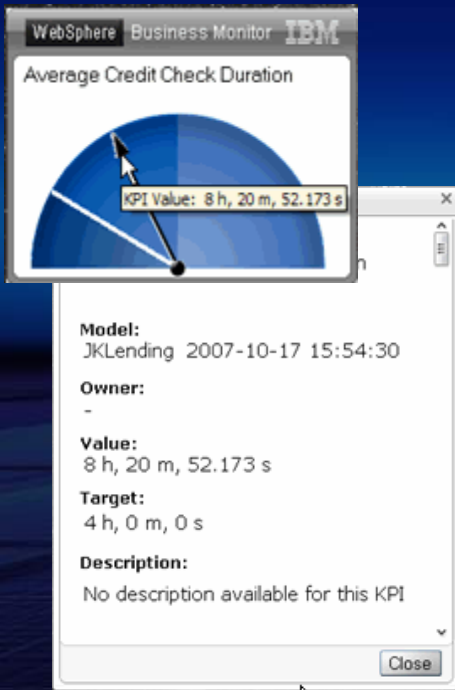 WebSphere Business Monitor IBM
Average Credit Check Duration
KPI Value: 8 h, 20 m, 52.173 s
Model:
JKLending 2007-10-17 15:54:30
Owner:
-
Value:
8 h, 20 m, 52.173 s
Target:
4 h, 0 m, 0 s
Description:
No description available for this KPI
Close